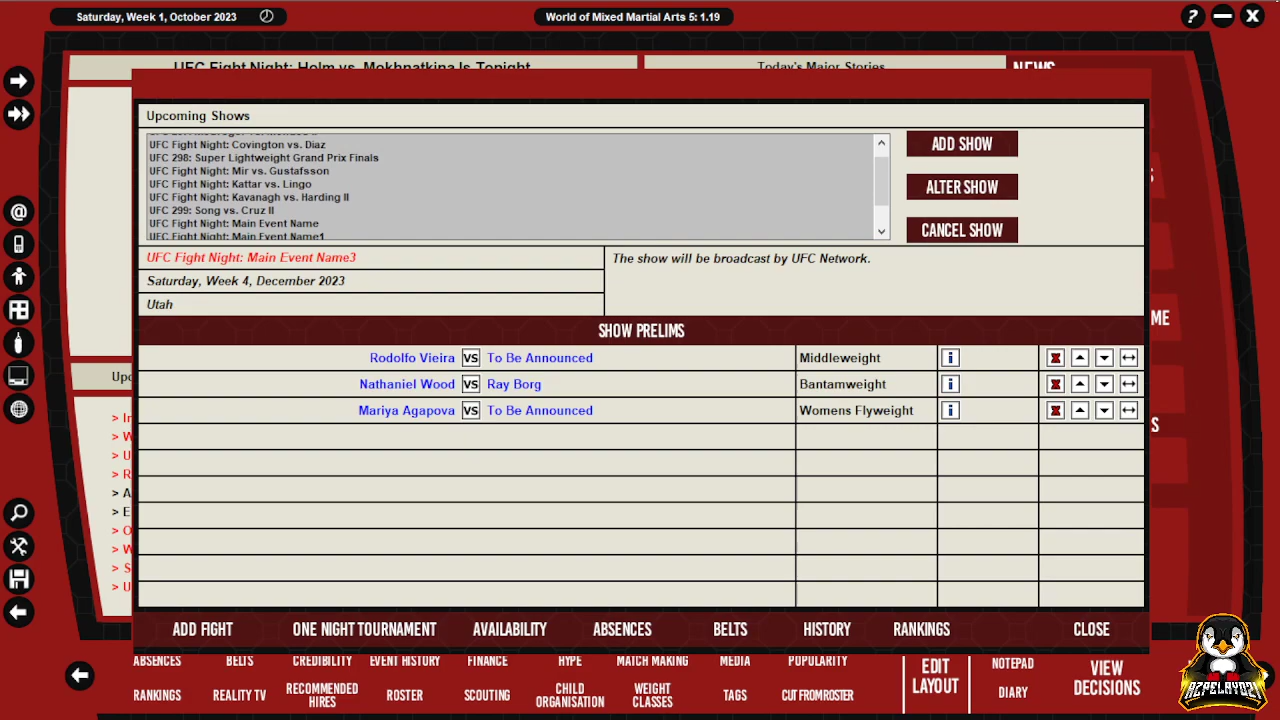 Saturday, Week 1, October 2023
World of Mixed Martial Arts 5: 1.19
UFC Fight Night: Holm vs. Mokhnatkina Is Tonight
Today's Major Stories
NEWS
Upcoming Shows
UFC Fight Night: Covington vs. Diaz
UFC 298: Super Lightweight Grand Prix Finals
UFC Fight Night: Mir vs. Gustafsson
UFC Fight Night: Kattar vs. Lingo
UFC Fight Night: Kavanagh vs. Harding II
UFC 299: Song vs. Cruz II
UFC Fight Night: Main Event Name
UFC Fight Night: Main Event Name1
ADD SHOW
ALTER SHOW
CANCEL SHOW
UFC Fight Night: Main Event Name3
Saturday, Week 4, December 2023
Utah
The show will be broadcast by UFC Network.
SHOW PRELIMS
Rodolfo Vieira VS To Be Announced Middleweight i
Nathaniel Wood VS Ray Borg Bantamweight i
Mariya Agapova VS To Be Announced Womens Flyweight i
ADD FIGHT ONE NIGHT TOURNAMENT AVAILABILITY ABSENCES BELTS HISTORY RANKINGS CLOSE
ABSENCES BELTS CREDIBILITY EVENT HISTORY FINANCE HYPE MATCH MAKING MEDIA POPULARITY
RANKINGS REALITY TV RECOMMENDED HIRES ROSTER SCOUTING CHILD ORGANISATION WEIGHT CLASSES TAGS CUT FROM ROSTER
EDIT LAYOUT
NOTEPAD
DIARY
VIEW DECISIONS
ACPELAYO21